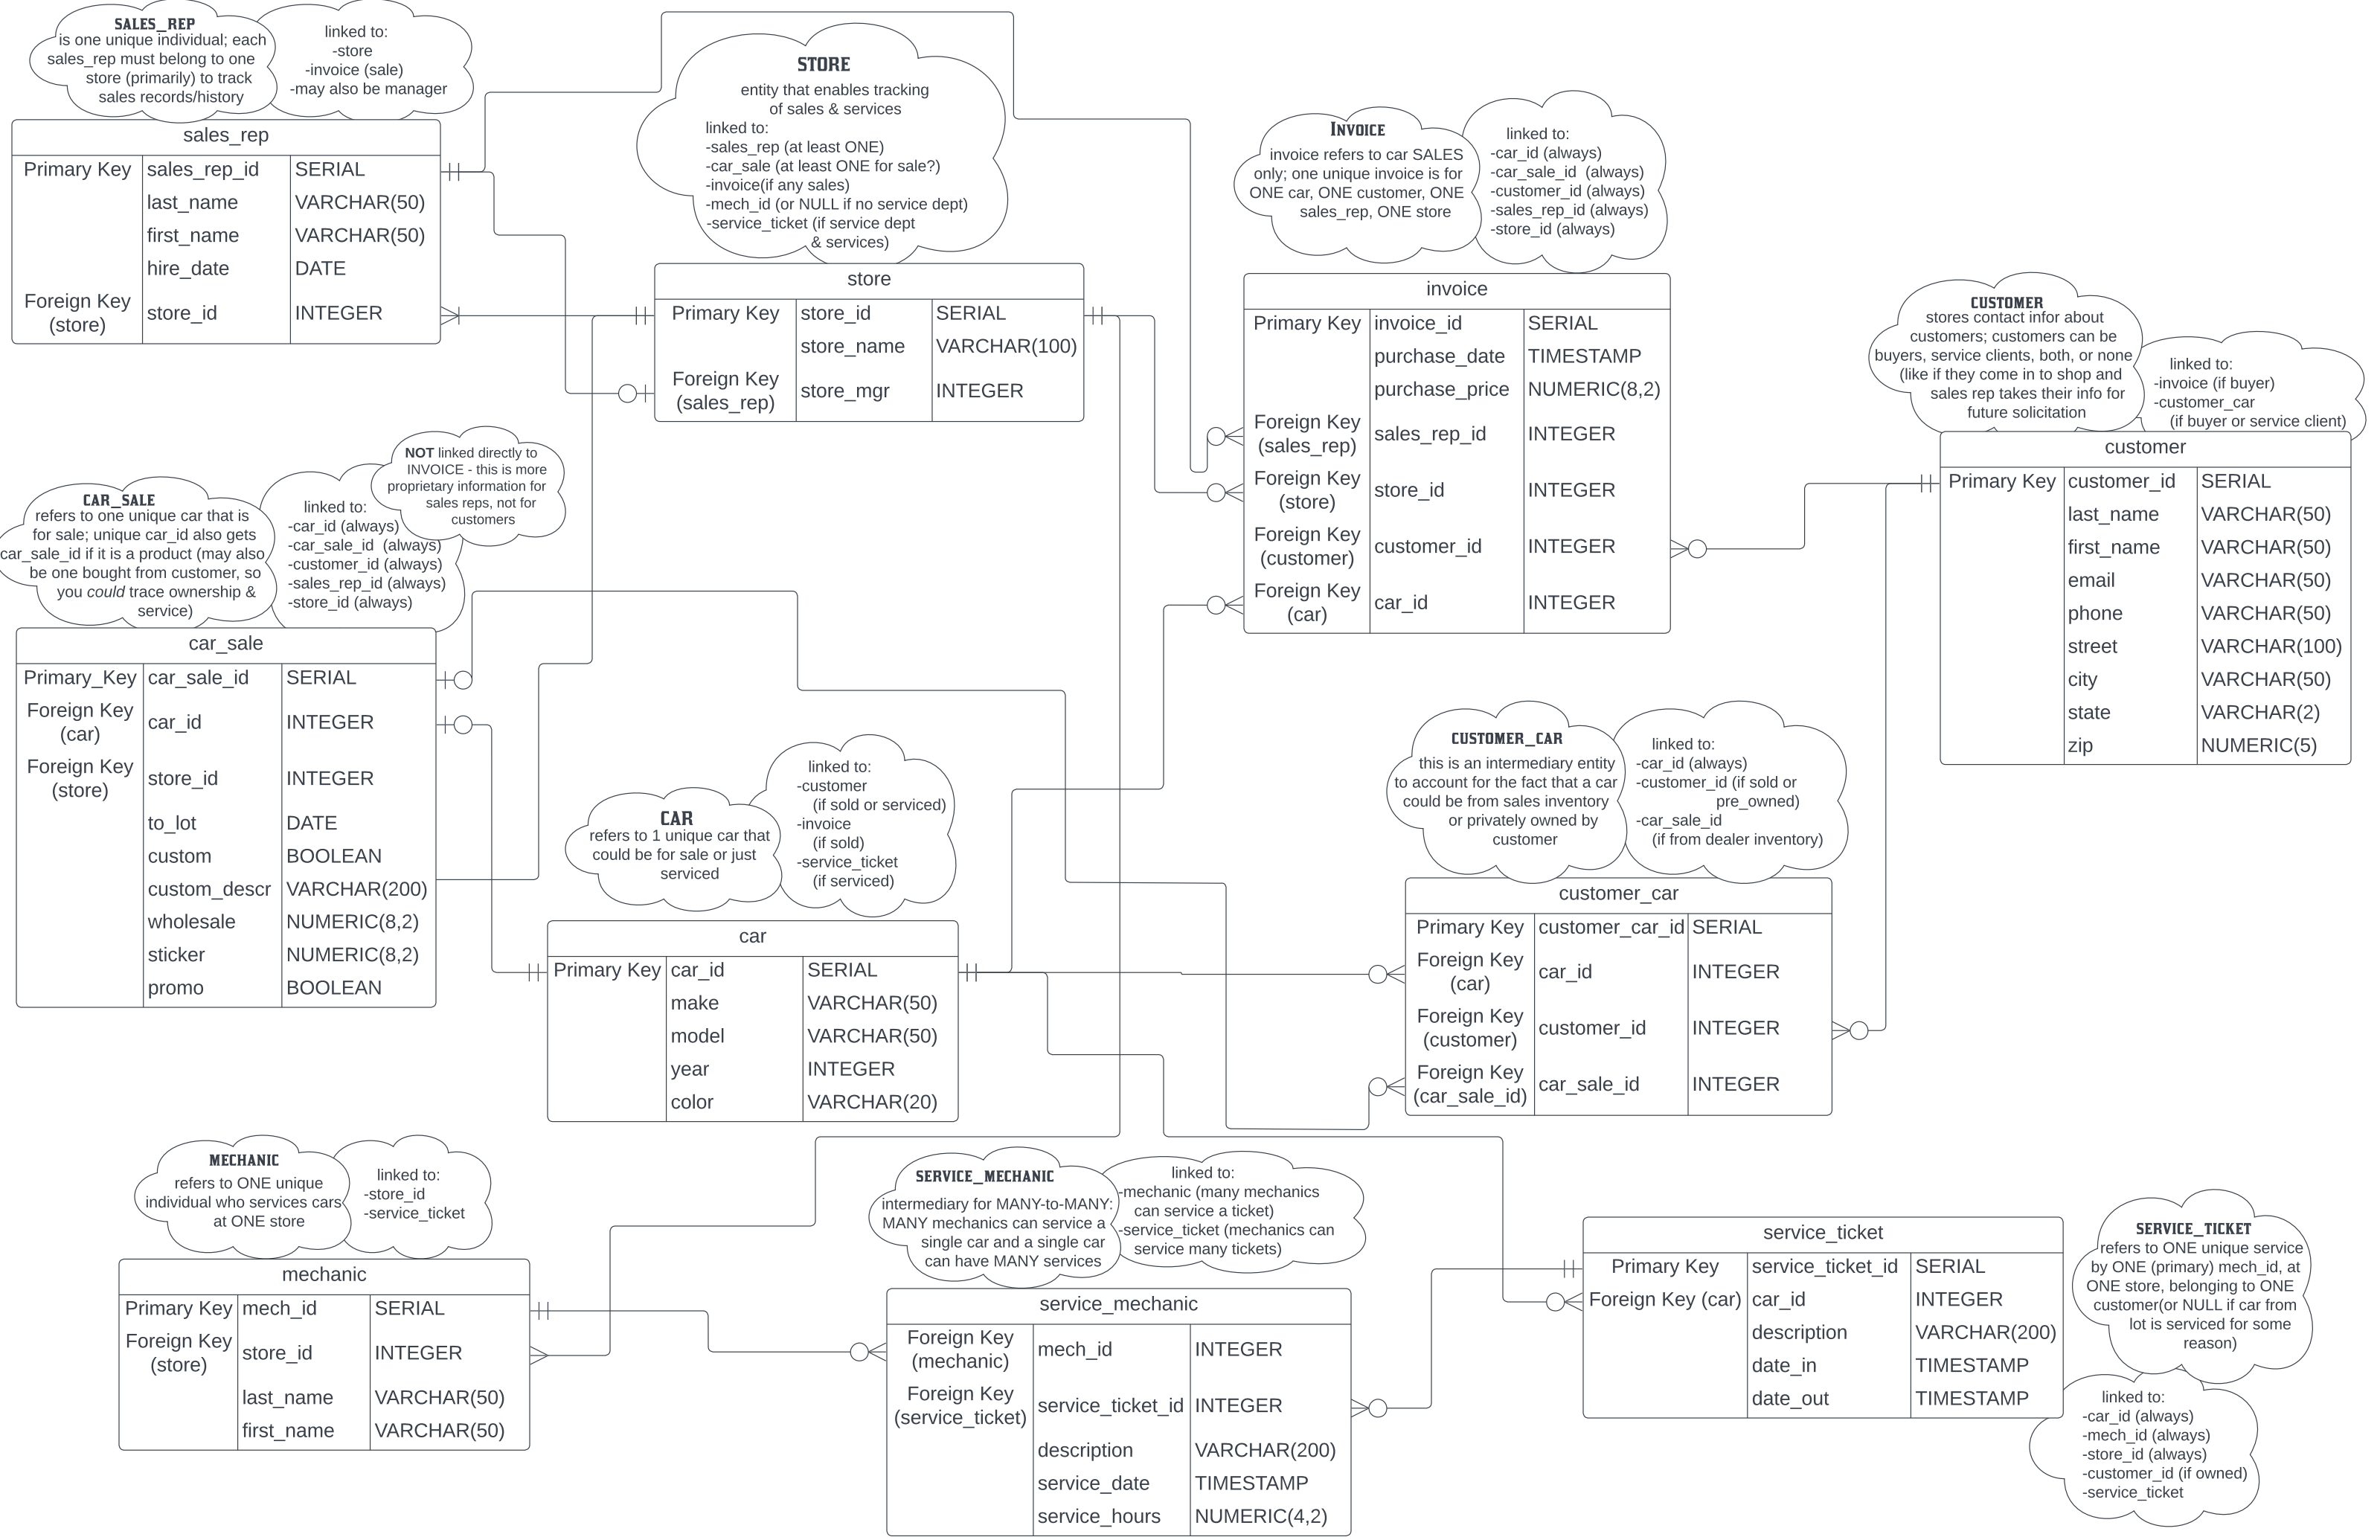 SALES_REP
is one unique individual; each
sales_rep must belong to one
store (primarily) to track
sales records/history
linked to:
-store
-invoice (sale)
-may also be manager
sales_rep
Primary Key sales_rep_id SERIAL
last_name VARCHAR(50)
first_name VARCHAR(50)
hire_date DATE
Foreign Key
(store) store_id INTEGER
STORE
entity that enables tracking
of sales & services
linked to:
-sales_rep (at least ONE)
-car_sale (at least ONE for sale?)
-invoice(if any sales)
-mech_id (or NULL if no service dept)
-service_ticket (if service dept
& services)
store
Primary Key store_id SERIAL
store_name VARCHAR(100)
Foreign Key
(sales_rep) store_mgr INTEGER
INVOICE
invoice refers to car SALES
only; one unique invoice is for
ONE car, ONE customer, ONE
sales_rep, ONE store
linked to:
-car_id (always)
-car_sale_id (always)
-customer_id (always)
-sales_rep_id (always)
-store_id (always)
invoice
Primary Key invoice_id SERIAL
purchase_date TIMESTAMP
purchase_price NUMERIC(8,2)
Foreign Key
(sales_rep) sales_rep_id INTEGER
Foreign Key
(store) store_id INTEGER
Foreign Key
(customer) customer_id INTEGER
Foreign Key
(car) car_id INTEGER
CUSTOMER
stores contact infor about
customers; customers can be
buyers, service clients, both, or none
(like if they come in to shop and
sales rep takes their info for
future solicitation
linked to:
-invoice (if buyer)
-customer_car
(if buyer or service client)
customer
Primary Key customer_id SERIAL
last_name VARCHAR(50)
first_name VARCHAR(50)
email VARCHAR(50)
phone VARCHAR(50)
street VARCHAR(100)
city VARCHAR(50)
state VARCHAR(2)
zip NUMERIC(5)
CAR_SALE
refers to one unique car that is
for sale; unique car_id also gets
car_sale_id if it is a product (may also
be one bought from customer, so
you could trace ownership &
service)
linked to:
-car_id (always)
-car_sale_id (always)
-customer_id (always)
-sales_rep_id (always)
-store_id (always)
NOT linked directly to
INVOICE - this is more
proprietary information for
sales reps, not for
customers
car_sale
Primary_Key car_sale_id SERIAL
Foreign Key
(car) car_id INTEGER
Foreign Key
(store) store_id INTEGER
to_lot DATE
custom BOOLEAN
custom_descr VARCHAR(200)
wholesale NUMERIC(8,2)
sticker NUMERIC(8,2)
promo BOOLEAN
CAR
refers to 1 unique car that
could be for sale or just
serviced
linked to:
-customer
(if sold or serviced)
-invoice
(if sold)
-service_ticket
(if serviced)
car
Primary Key car_id SERIAL
make VARCHAR(50)
model VARCHAR(50)
year INTEGER
color VARCHAR(20)
CUSTOMER_CAR
this is an intermediary entity
to account for the fact that a car
could be from sales inventory
or privately owned by
customer
linked to:
-car_id (always)
-customer_id (if sold or
pre_owned)
-car_sale_id
(if from dealer inventory)
customer_car
Primary Key customer_car_id SERIAL
Foreign Key
(car) car_id INTEGER
Foreign Key
(customer) customer_id INTEGER
Foreign Key
(car_sale_id) car_sale_id INTEGER
MECHANIC
refers to ONE unique
individual who services cars
at ONE store
linked to:
-store_id
-service_ticket
mechanic
Primary Key mech_id SERIAL
Foreign Key
(store) store_id INTEGER
last_name VARCHAR(50)
first_name VARCHAR(50)
SERVICE_MECHANIC
intermediary for MANY-to-MANY:
MANY mechanics can service a
single car and a single car
can have MANY services
linked to:
-mechanic (many mechanics
can service a ticket)
-service_ticket (mechanics can
service many tickets)
service_mechanic
Foreign Key
(mechanic) mech_id INTEGER
Foreign Key
(service_ticket) service_ticket_id INTEGER
description VARCHAR(200)
service_date TIMESTAMP
service_hours NUMERIC(4,2)
service_ticket
Primary Key service_ticket_id SERIAL
Foreign Key (car) car_id INTEGER
description VARCHAR(200)
date_in TIMESTAMP
date_out TIMESTAMP
SERVICE_TICKET
refers to ONE unique service
by ONE (primary) mech_id, at
ONE store, belonging to ONE
customer(or NULL if car from
lot is serviced for some
reason)
linked to:
-car_id (always)
-mech_id (always)
-store_id (always)
-customer_id (if owned)
-service_ticket